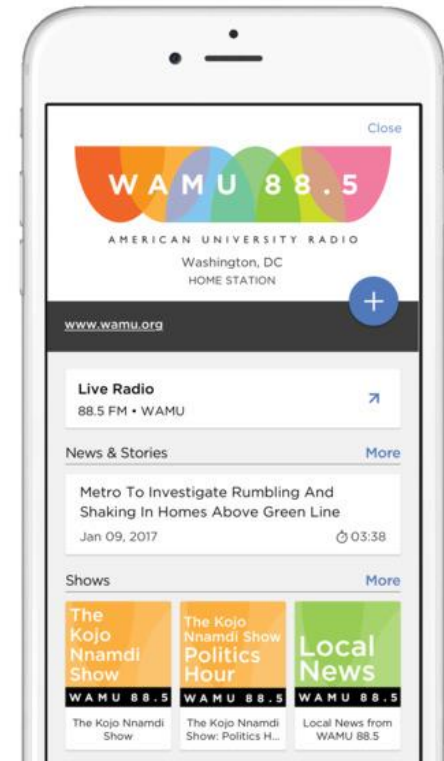 Close
WAMU 88.5
AMERICAN UNIVERSITY RADIO
Washington, DC
HOME STATION
+
www.wamu.org
Live Radio
88.5 FM • WAMU
News & Stories
More
Metro To Investigate Rumbling And
Shaking In Homes Above Green Line
Jan 09, 2017
03:38
Shows
More
The
Kojo
Nnamdi
Show
WAMU 88.5
The Kojo Nnamdi
Show
The Kojo
Nnamdi Show
Politics
Hour
WAMU 88.5
The Kojo Nnamdi
Show: Politics H...
Local
News
WAMU 88.5
Local News from
WAMU 88.5